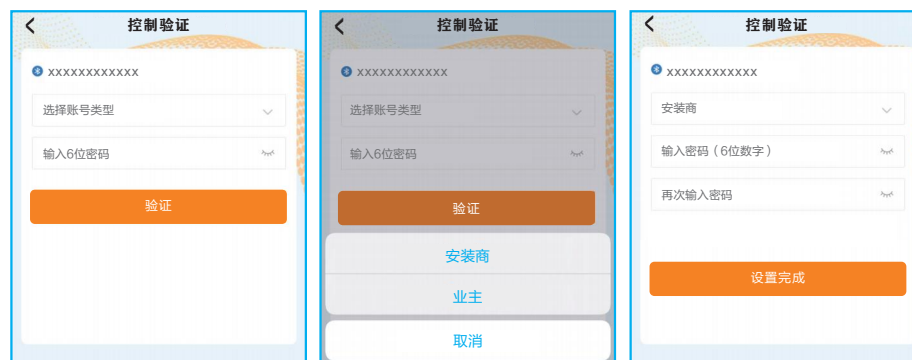 控制验证
xxxxxxxxxxxx
选择账号类型
输入6位密码
验证
控制验证
xxxxxxxxxxxx
选择账号类型
输入6位密码
验证
安装商
业主
取消
控制验证
xxxxxxxxxxxx
安装商
输入密码（6位数字）
再次输入密码
设置完成